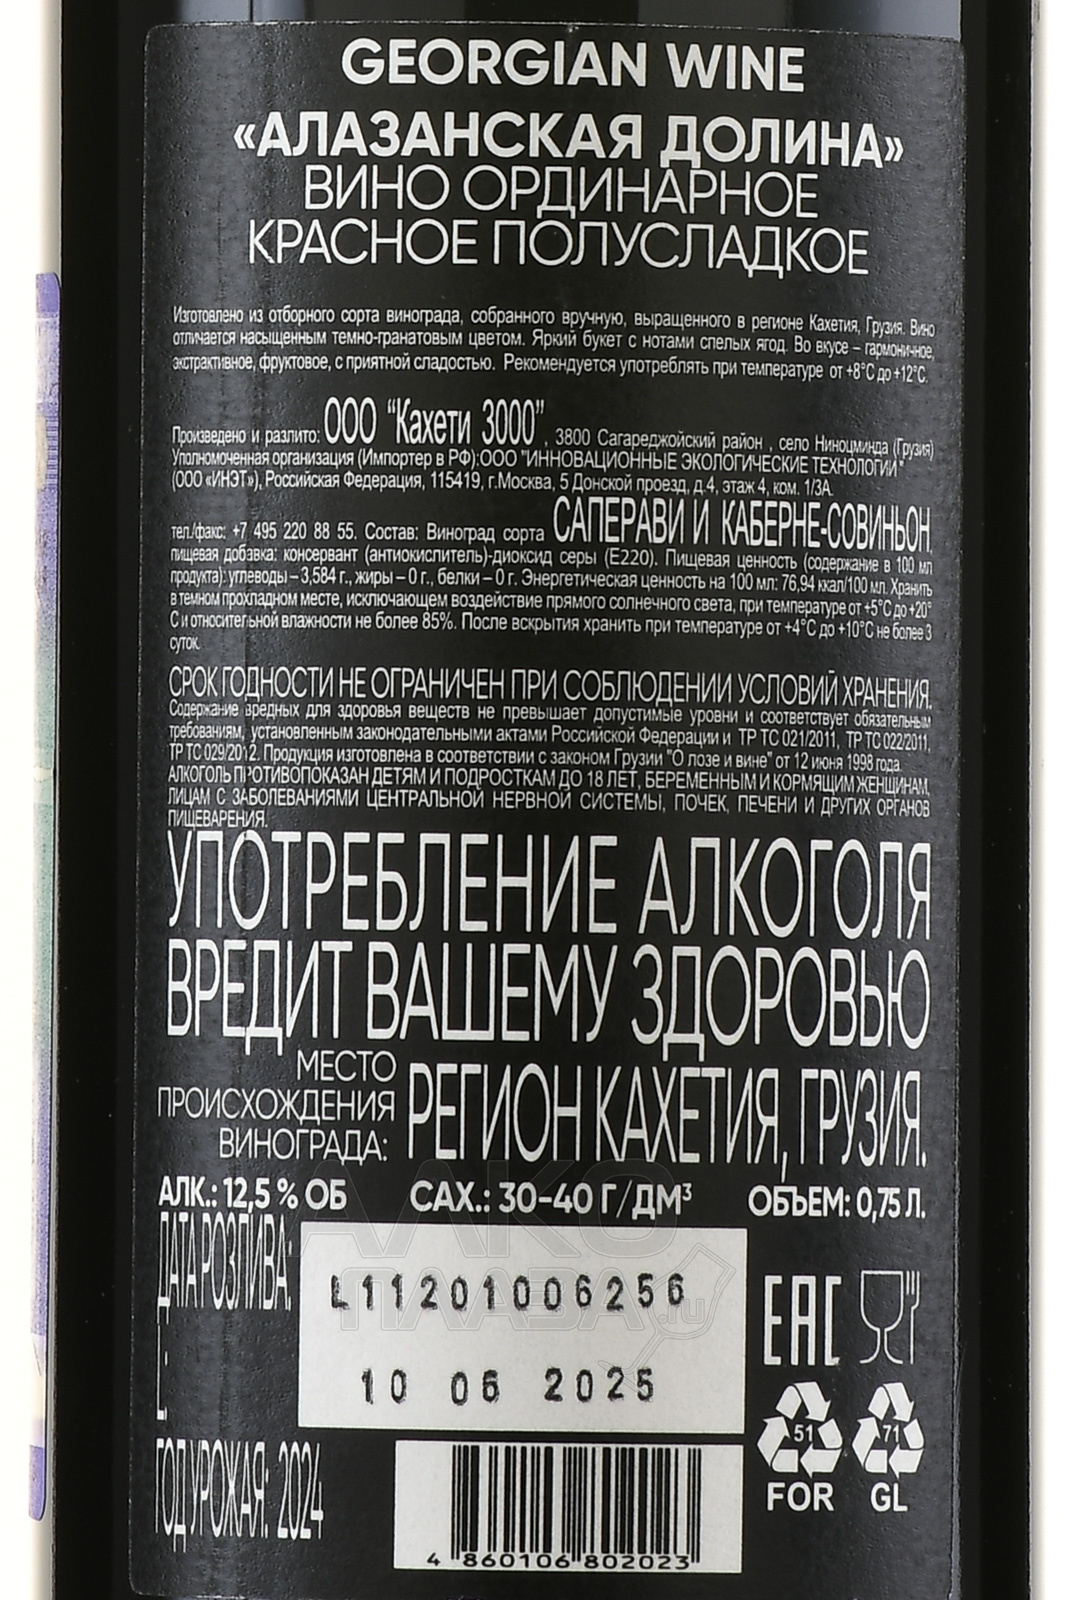 GEORGIAN WINE
«АЛАЗАНСКАЯ ДОЛИНА»
ВИНО ОРДИНАРНОЕ
КРАСНОЕ ПОЛУСЛАДКОЕ
Изготовлено из отборного сорта винограда, собранного вручную, выращенного в регионе Кахетия, Грузия. Вино
отличается насыщенным темно-гранатовым цветом. Яркий букет с нотами спелых ягод. Во вкусе – гармоничное,
экстрактивное, фруктовое, с приятной сладостью. Рекомендуется употреблять при температуре от +8°С до +12°С.
Произведено и разлито: ООО "Кахети 3000", 3800 Сагареджойский район , село Ниноцминда (Грузия)
Уполномоченная организация (Импортер в РФ):ООО "ИННОВАЦИОННЫЕ ЭКОЛОГИЧЕСКИЕ ТЕХНОЛОГИИ"
(ООО «ИНЭТ»), Российская Федерация, 115419, г.Москва, 5 Донской проезд, д.4, этаж 4, ком. 1/3А.
тел./факс: +7 495 220 88 55. Состав: Виноград сорта САПЕРАВИ И КАБЕРНЕ-СОВИНЬОН,
пищевая добавка: консервант (антиокислитель)-диоксид серы (Е220). Пищевая ценность (содержание в 100 мл
продукта): углеводы – 3,584 г., жиры – 0 г., белки – 0 г. Энергетическая ценность на 100 мл: 76,94 ккал/100 мл. Хранить
в темном прохладном месте, исключающем воздействие прямого солнечного света, при температуре от +5°С до +20°
С и относительной влажности не более 85%. После вскрытия хранить при температуре от +4°С до +10°С не более 3
суток.
СРОК ГОДНОСТИ НЕ ОГРАНИЧЕН ПРИ СОБЛЮДЕНИИ УСЛОВИЙ ХРАНЕНИЯ.
Содержание вредных для здоровья веществ не превышает допустимые уровни и соответствует обязательным
требованиям, установленным законодательными актами Российской Федерации и ТР ТС 021/2011, ТР ТС 022/2011,
ТР ТС 029/2012. Продукция изготовлена в соответствии с законом Грузии "О лозе и вине" от 12 июня 1998 года.
АЛКОГОЛЬ ПРОТИВОПОКАЗАН ДЕТЯМ И ПОДРОСТКАМ ДО 18 ЛЕТ, БЕРЕМЕННЫМ И КОРМЯЩИМ ЖЕНЩИНАМ,
ЛИЦАМ С ЗАБОЛЕВАНИЯМИ ЦЕНТРАЛЬНОЙ НЕРВНОЙ СИСТЕМЫ, ПОЧЕК, ПЕЧЕНИ И ДРУГИХ ОРГАНОВ
ПИЩЕВАРЕНИЯ.
УПОТРЕБЛЕНИЕ АЛКОГОЛЯ
ВРЕДИТ ВАШЕМУ ЗДОРОВЬЮ
МЕСТО
ПРОИСХОЖДЕНИЯ
ВИНОГРАДА:
РЕГИОН КАХЕТИЯ, ГРУЗИЯ.
АЛК.: 12,5 % ОБ САХ.: 30-40 Г/ДМ³ ОБЪЕМ: 0,75 Л.
ДАТА РОЗЛИВА:
L11201006256
10 06 2025
L:
ГОД УРОЖАЯ: 2024
EAC
51
FOR
71
GL
4 860106 802023
АЛКО
ПЛАЗА.ru